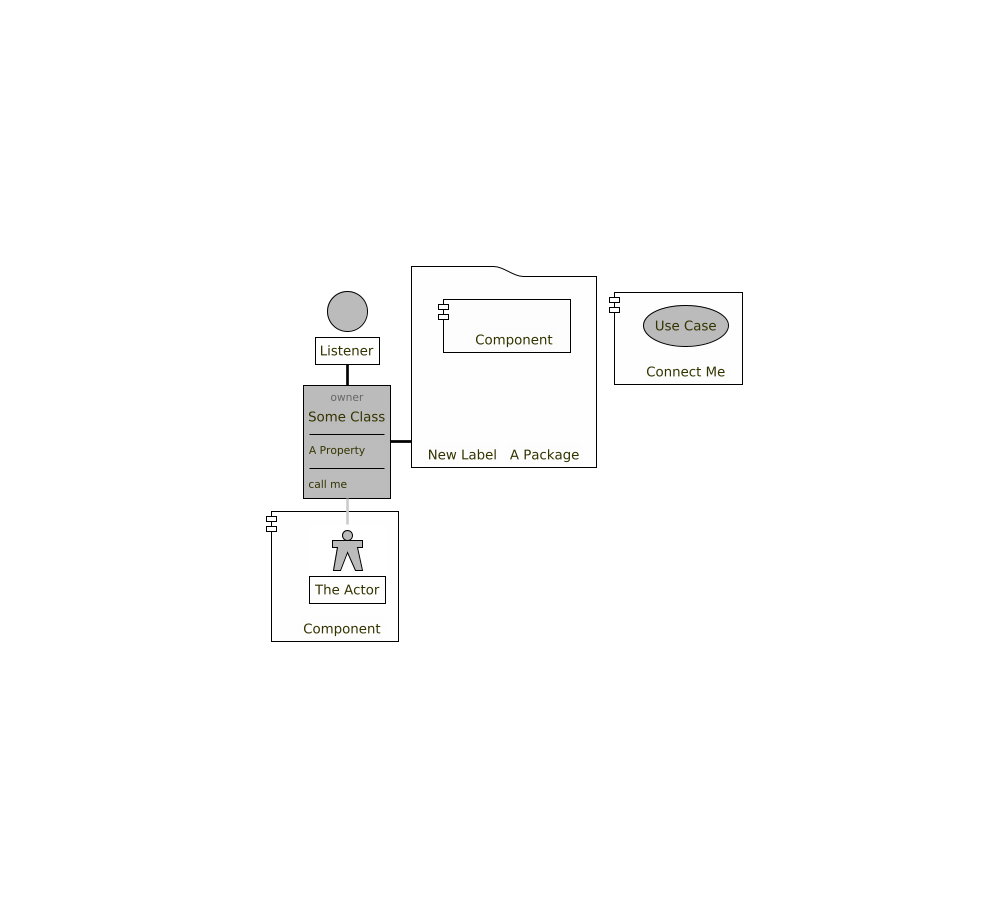 Listener
owner
Some Class
A Property
call me
The Actor
Component
Component
New Label A Package
Use Case
Connect Me